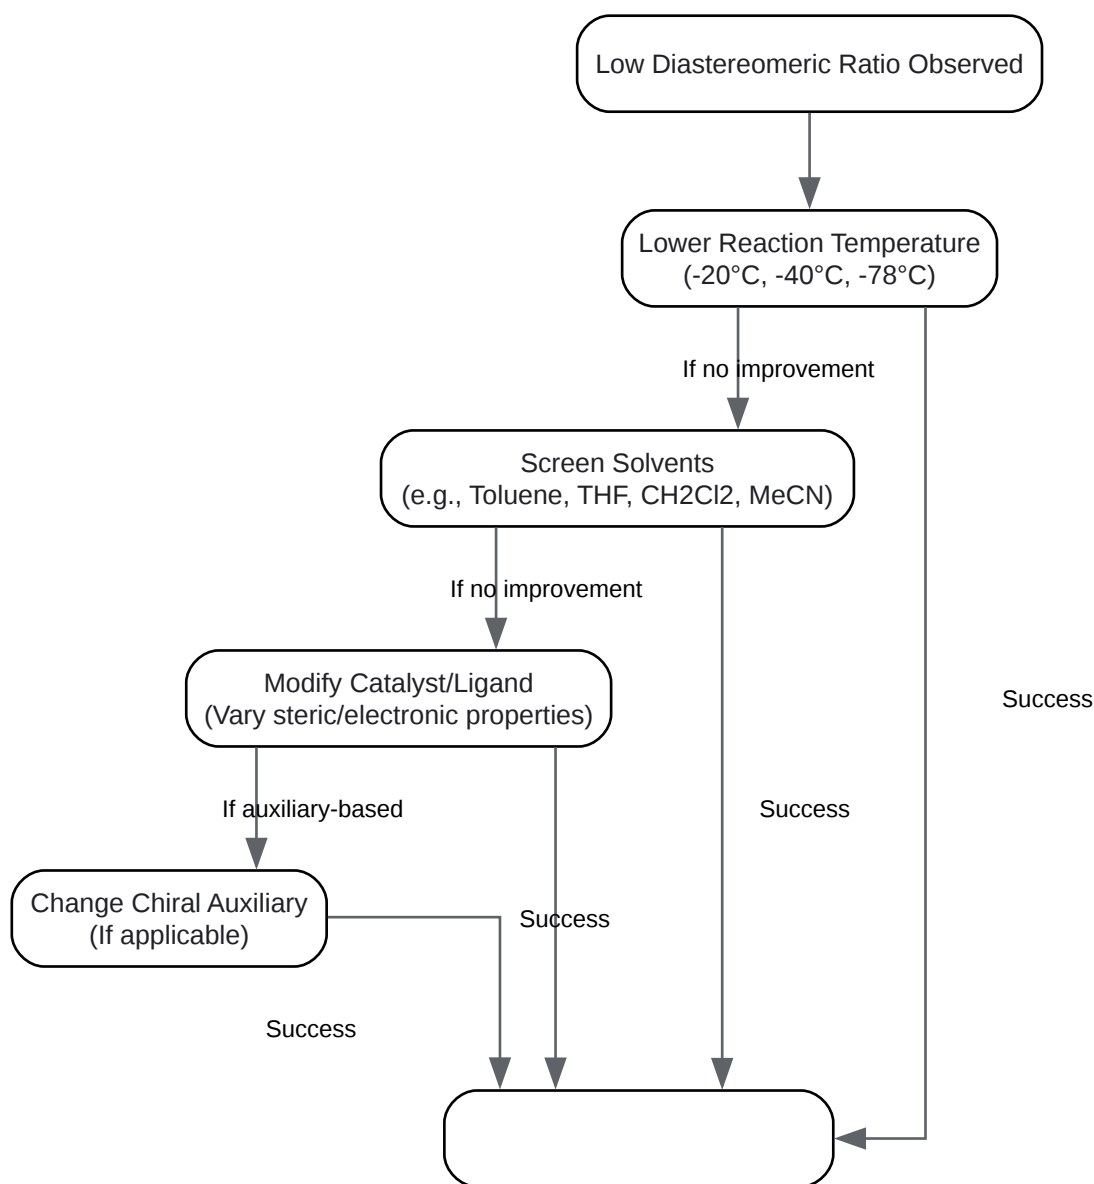 Low Diastereomeric Ratio Observed
Lower Reaction Temperature
(-20°C, -40°C, -78°C)
If no improvement
Screen Solvents
(e.g., Toluene, THF, CH2Cl2, MeCN)
If no improvement
Modify Catalyst/Ligand
(Vary steric/electronic properties)
Success
If auxiliary-based
Success
Change Chiral Auxiliary
(If applicable)
Success
Success